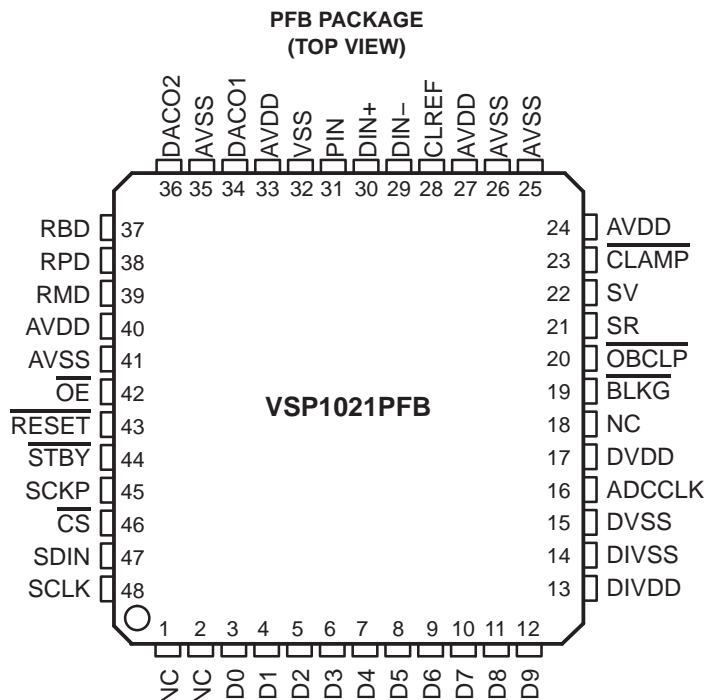 PFB PACKAGE
(TOP VIEW)
DACO2
AVSS
DACO1
AVDD
VSS
PIN
DIN+
DIN−
CLREF
AVDD
AVSS
AVSS
36 35 34 33 32 31 30 29 28 27 26 25
RBD 37
RPD 38
RMD 39
AVDD 40
AVSS 41
OE 42
RESET 43
STBY 44
SCKP 45
CS 46
SDIN 47
SCLK 48
VSP1021PFB
24 AVDD
23 CLAMP
22 SV
21 SR
20 OBCLP
19 BLKG
18 NC
17 DVDD
16 ADCCLK
15 DVSS
14 DIVSS
13 DIVDD
1 2 3 4 5 6 7 8 9 10 11 12
NC
NC
D0
D1
D2
D3
D4
D5
D6
D7
D8
D9